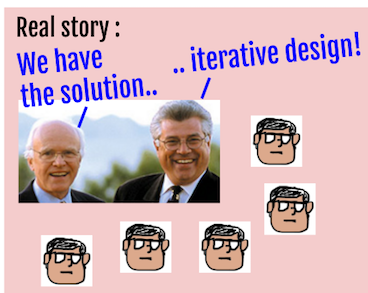 Real story :
We have
the solution..
.. iterative design!